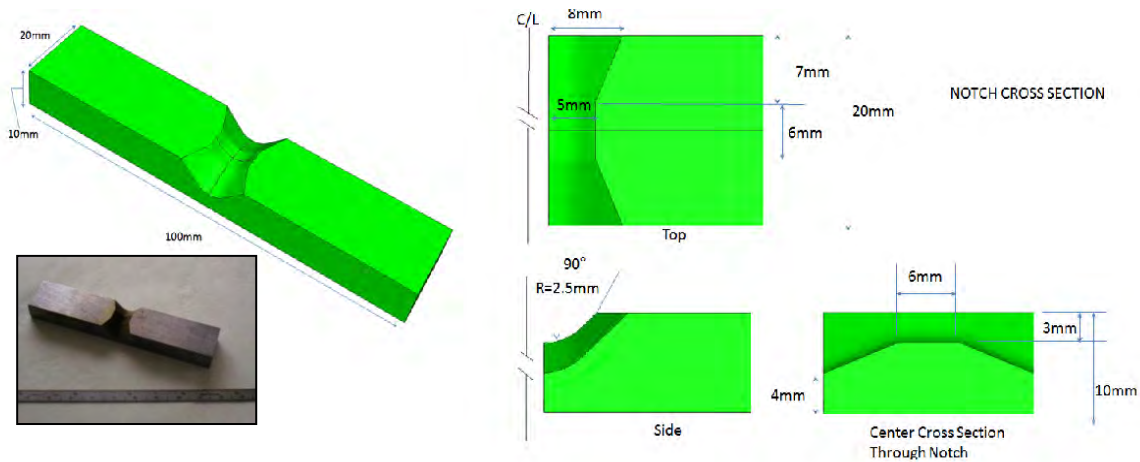 20mm
10mm
100mm
C/L
8mm
7mm
5mm
6mm
20mm
NOTCH CROSS SECTION
Top
90°
R=2.5mm
4mm
Side
6mm
3mm
10mm
Center Cross Section
Through Notch